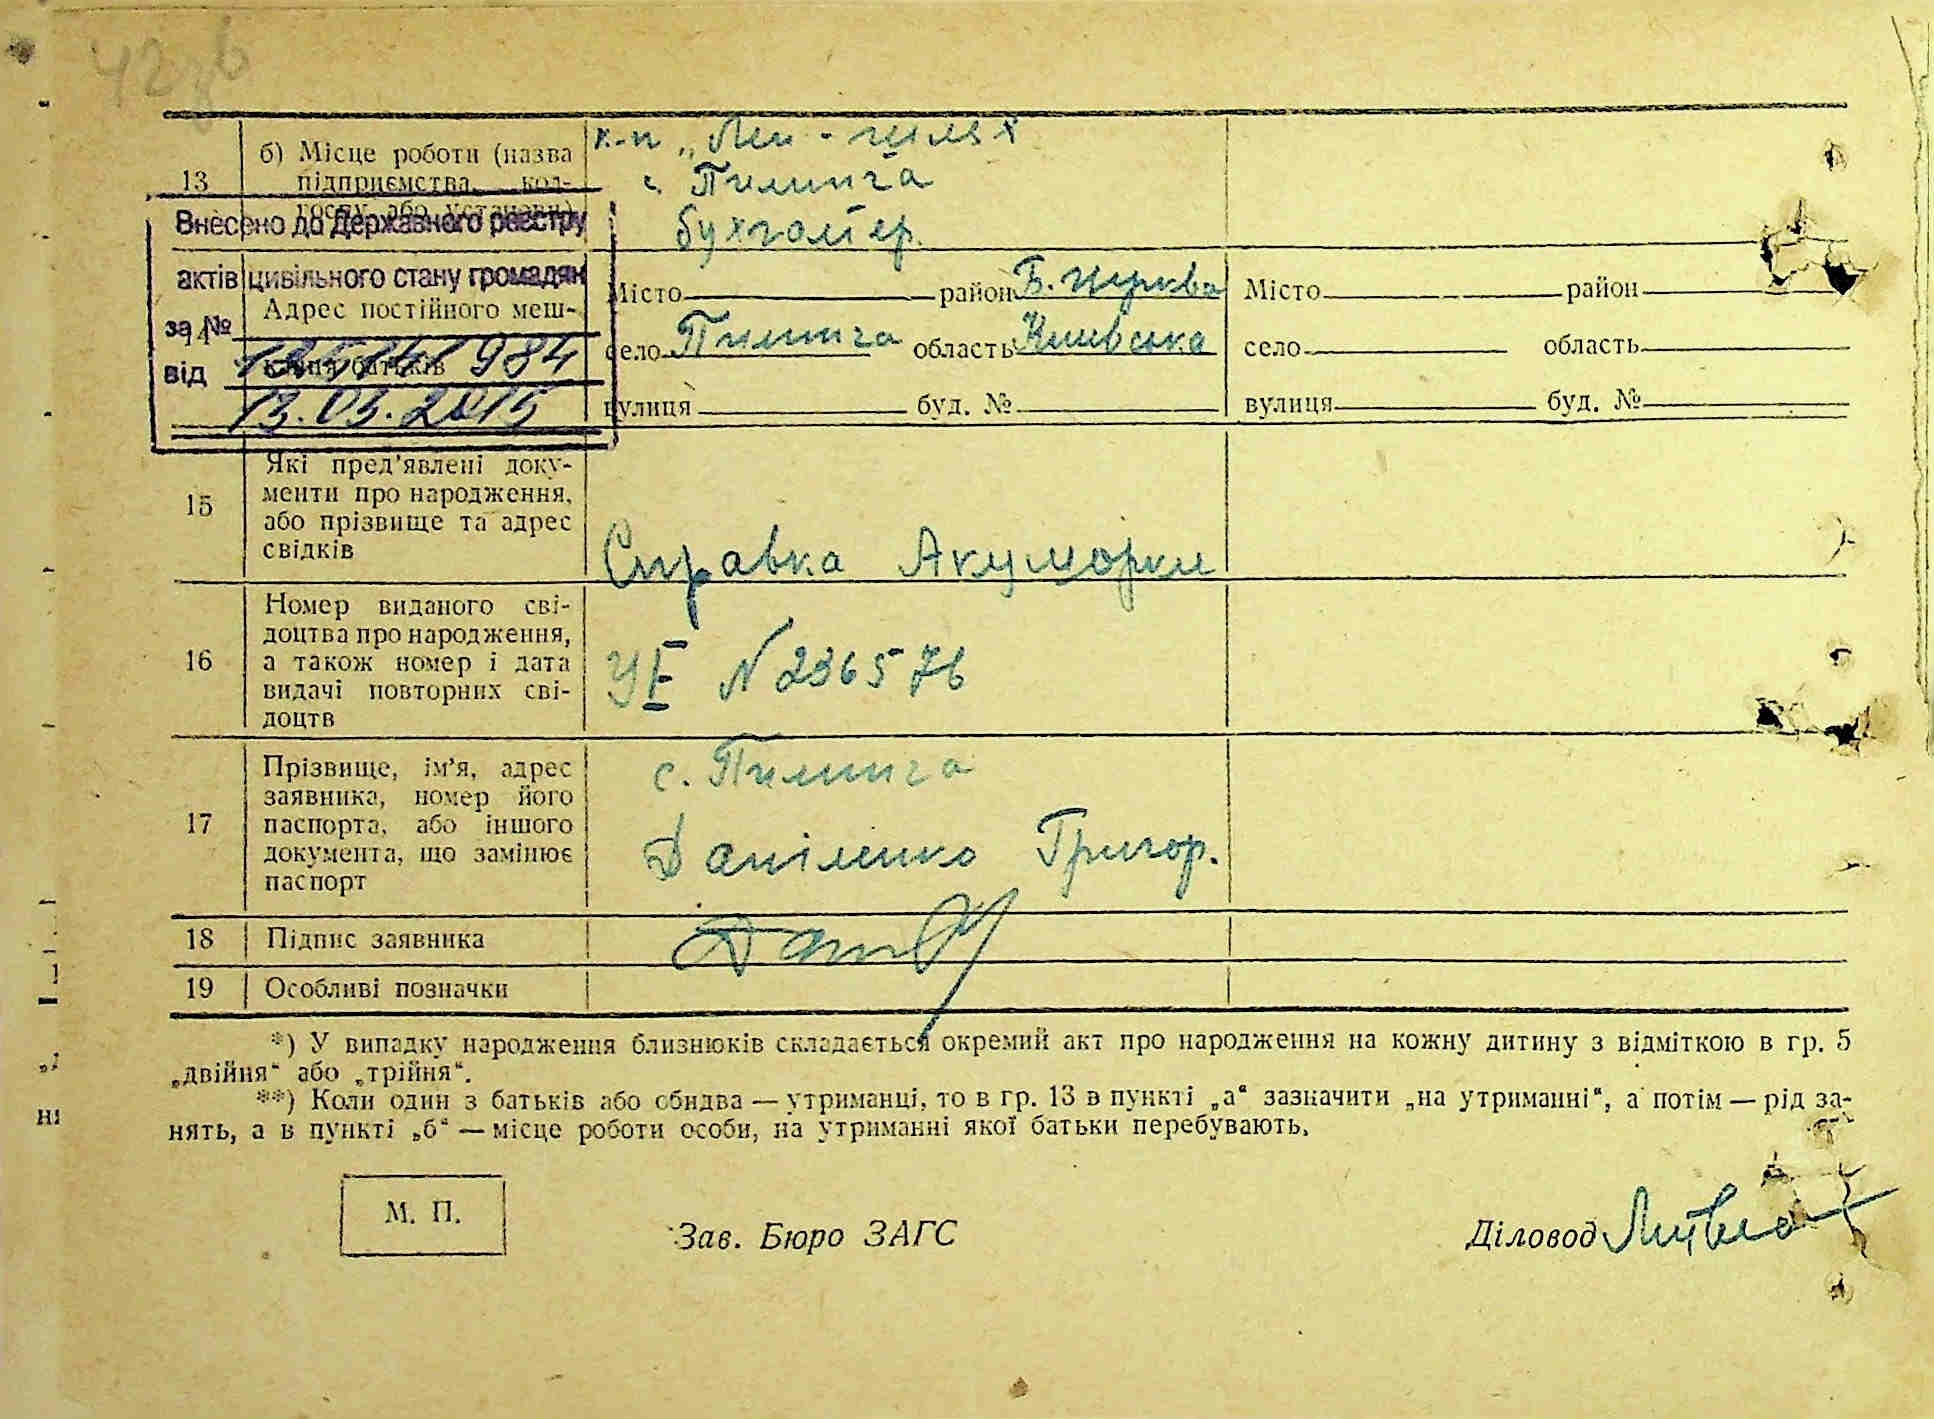 13
б) Місце роботи (назва
підприємства, кол-
госпу або установи)
с. Пилипча
бухгалтер
Внесено до Державного реєстру
актів цивільного стану громадян
за №
984
від
13.03.2015
14
Адрес постійного меш-
кання батьків
Місто район Б. Церква
село Пилипча область Київська
вулиця буд. №
Місто район
село область
вулиця буд. №
15
Які пред'явлені доку-
менти про народження,
або прізвище та адрес
свідків
Справка Акушорки
16
Номер виданого сві-
доцтва про народження,
а також номер і дата
видачі повторних сві-
доцтв
N 236576
17
Прізвище, ім'я, адрес
заявника, номер його
паспорта, або іншого
документа, що замінює
паспорт
с. Пилипча
Даніленко Григор.
18 Підпис заявника
19 Особливі позначки
*) У випадку народження близнюків складається окремий акт про народження на кожну дитину з відміткою в гр. 5
„двійня“ або „трійня“.
**) Коли один з батьків або обидва — утриманці, то в гр. 13 в пункті „а“ зазначити „на утриманні“, а потім — рід за-
нять, а в пункті „б“ — місце роботи особи, на утриманні якої батьки перебувають.
М. П.
Зав. Бюро ЗАГС
Діловод